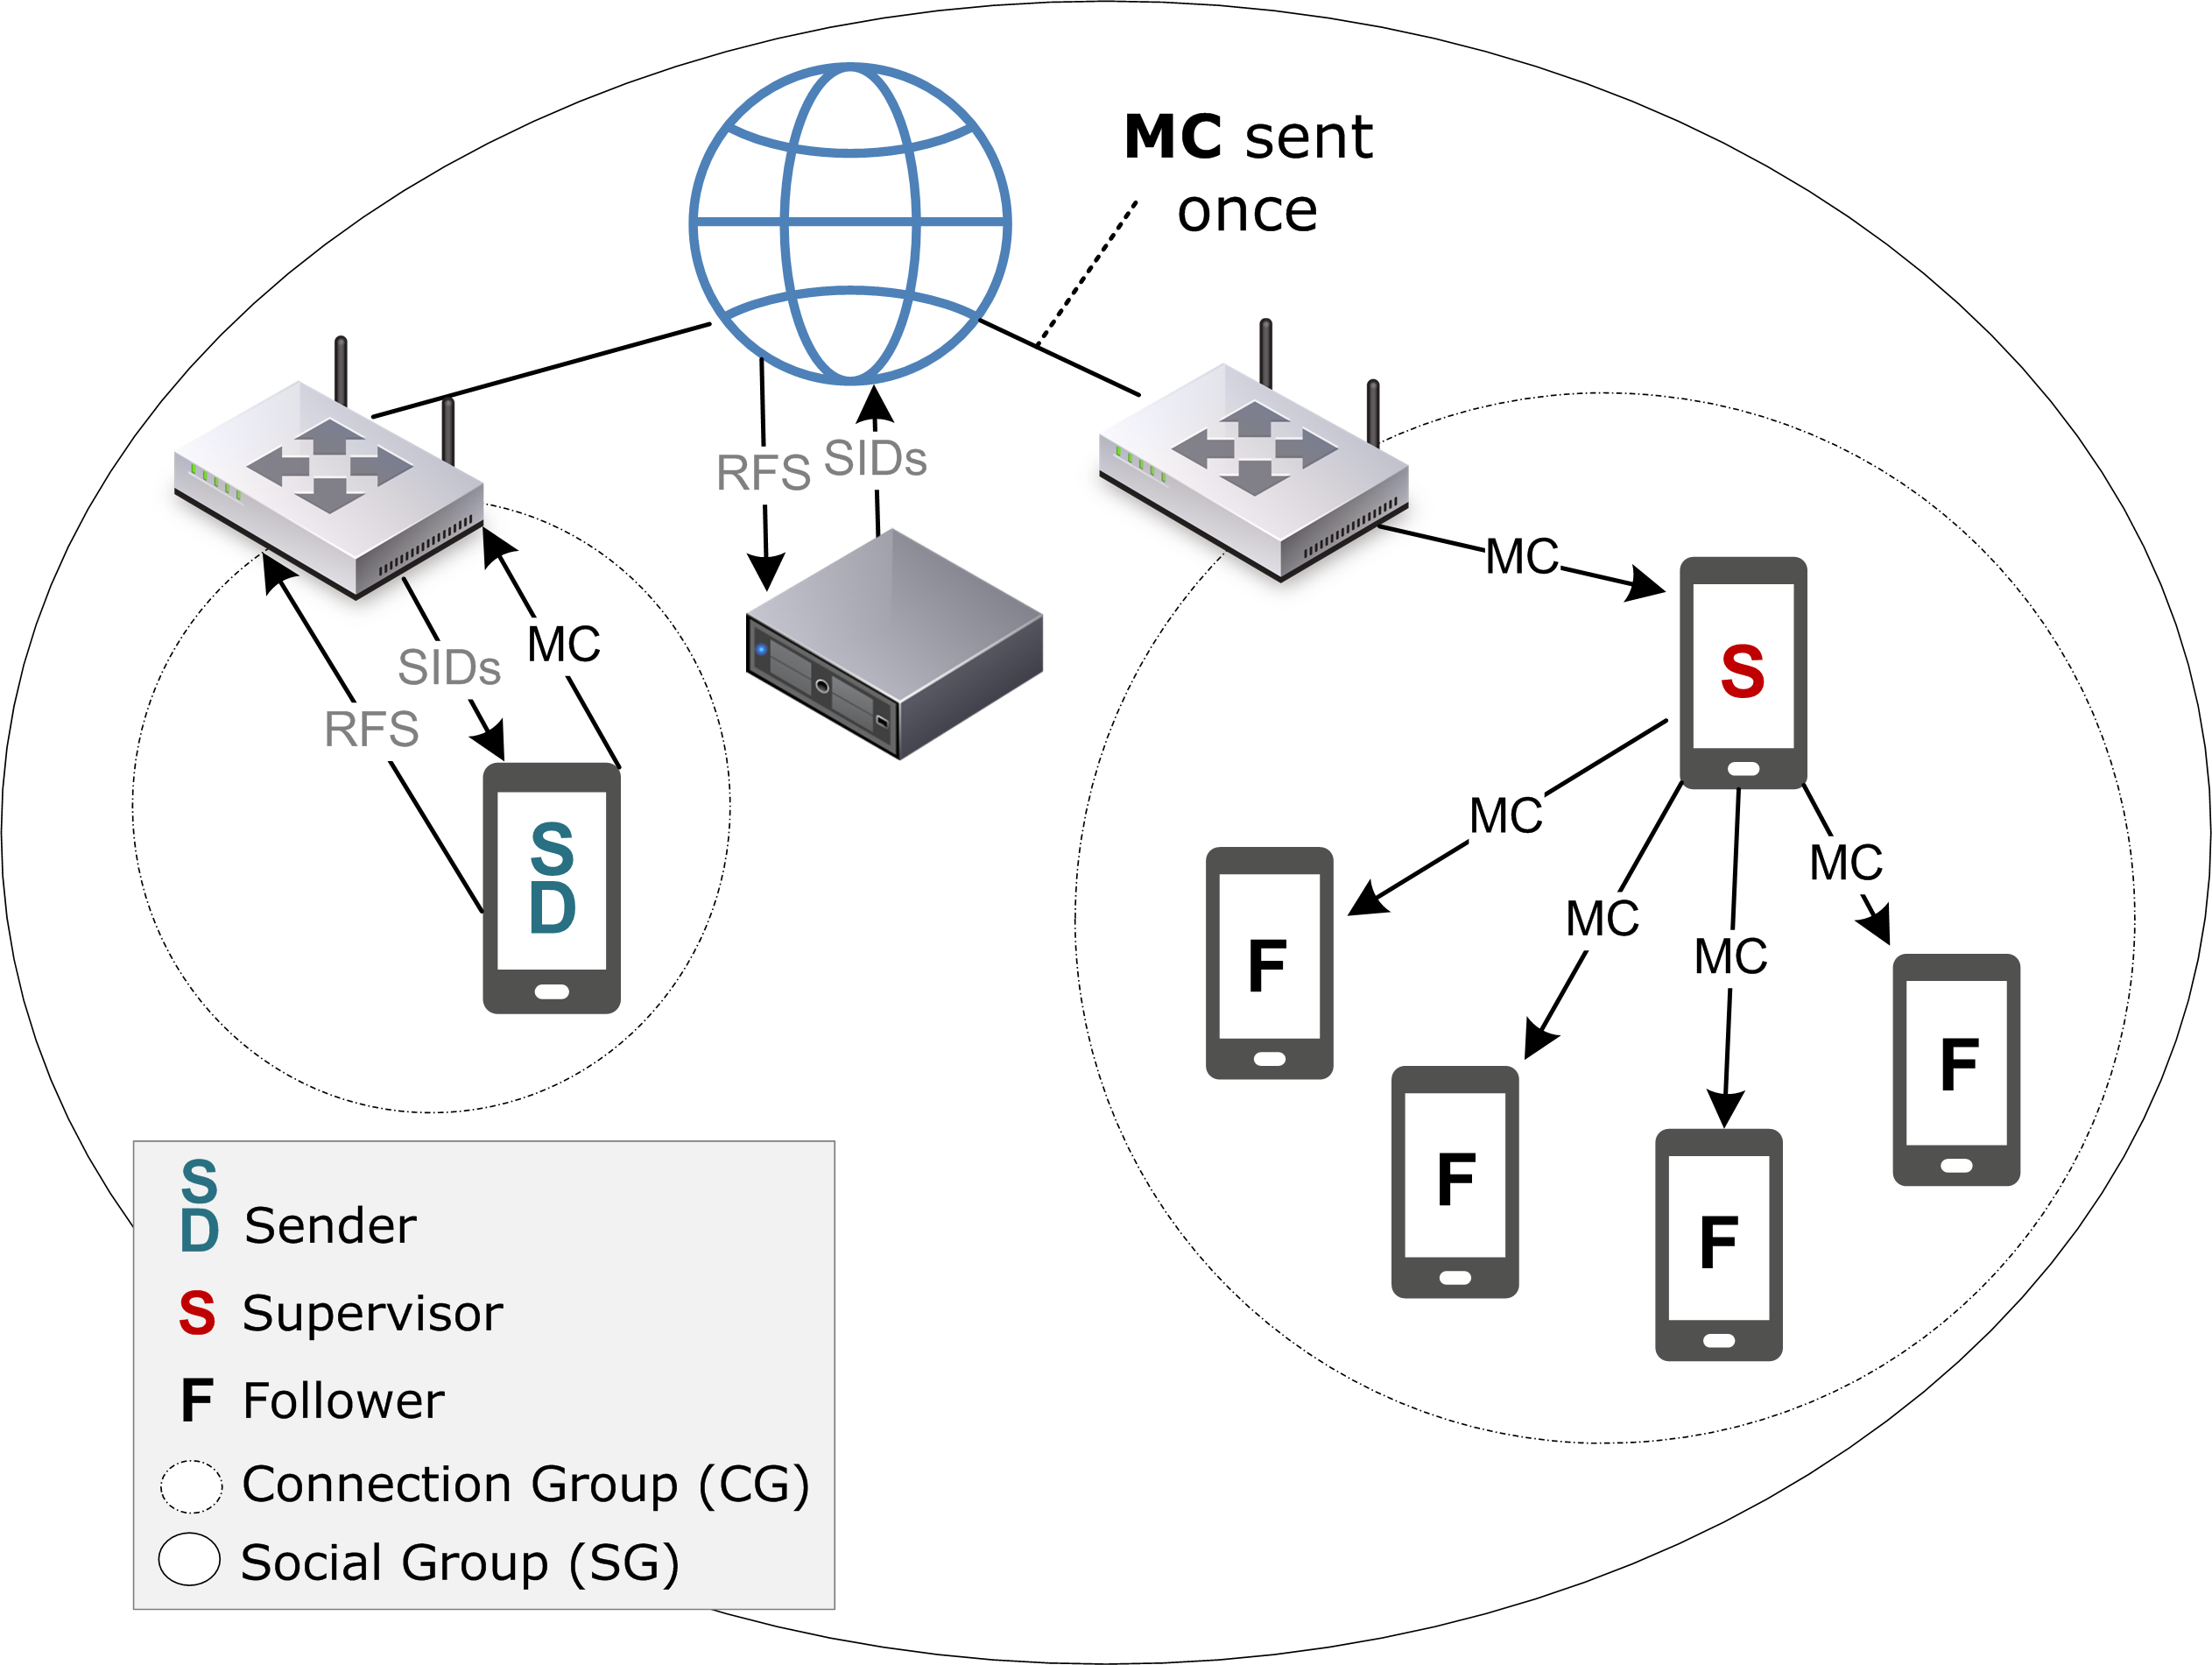 MC sent
once
RFS
SIDs
MC
SIDs
MC
RFS
S
S
D
MC
MC
MC
MC
F
F
F
F
S
D Sender
S Supervisor
F Follower
Connection Group (CG)
Social Group (SG)